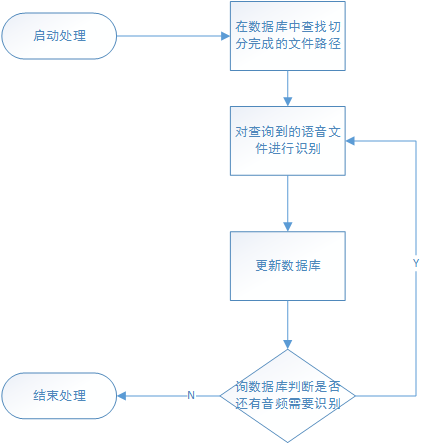 启动处理
在数据库中查找切
分完成的文件路径
对查询到的语音文
件进行识别
更新数据库
Y
询数据库判断是否
还有音频需要识别
N
结束处理